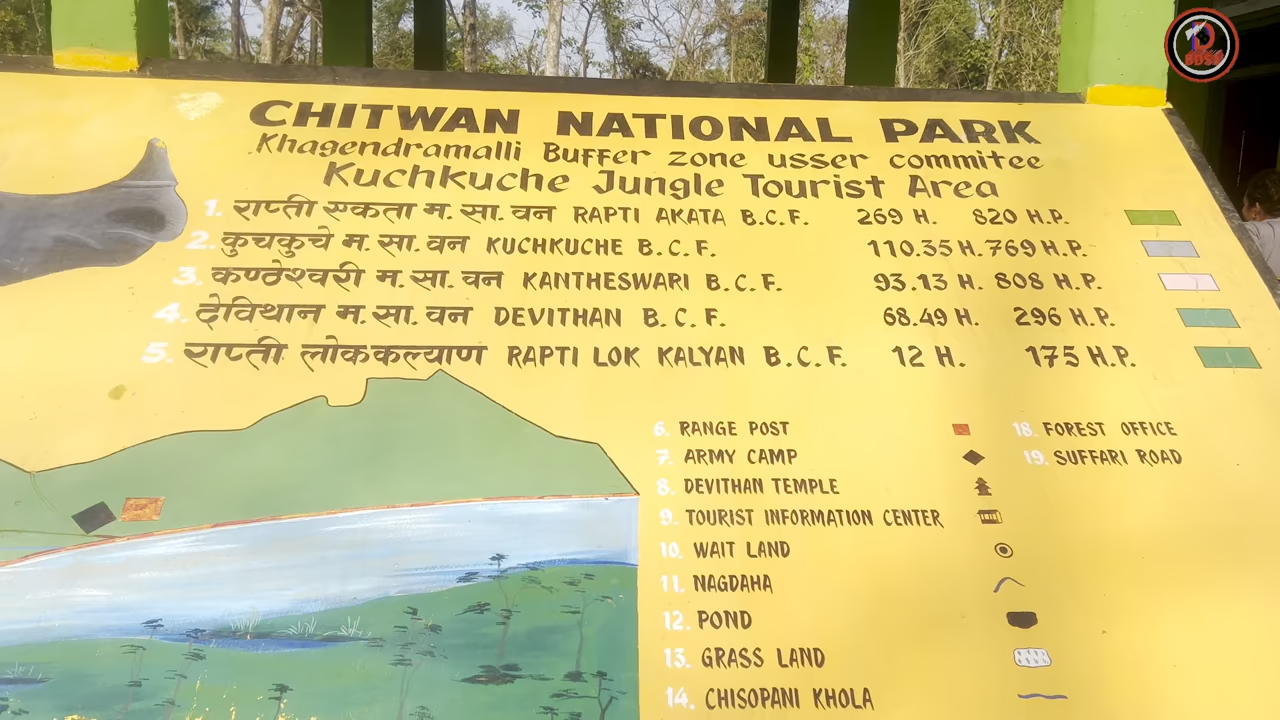 CHITWAN NATIONAL PARK
Khagendramalli Buffer zone usser commitee
Kuchkuche Jungle Tourist Area
1. राप्ती एकता म. सा. वन RAPTI AKATA B.C.F. 269 H. 820 H.P.
2. कुचकुचे म. सा. वन KUCHKUCHE B.C.F. 110.35 H. 769 H.P.
3. कण्ठेश्वरी म. सा. वन KANTHESWARI B.C.F. 93.13 H. 808 H.P.
4. देविथान म. सा. वन DEVITHAN B.C.F. 68.49 H. 296 H.P.
5. राप्ती लोककल्याण RAPTI LOK KALYAN B.C.F. 12 H. 175 H.P.
6. RANGE POST
7. ARMY CAMP
8. DEVITHAN TEMPLE
9. TOURIST INFORMATION CENTER
10. WAIT LAND
11. NAGDAHA
12. POND
13. GRASS LAND
14. CHISOPANI KHOLA
18. FOREST OFFICE
19. SUFFARI ROAD